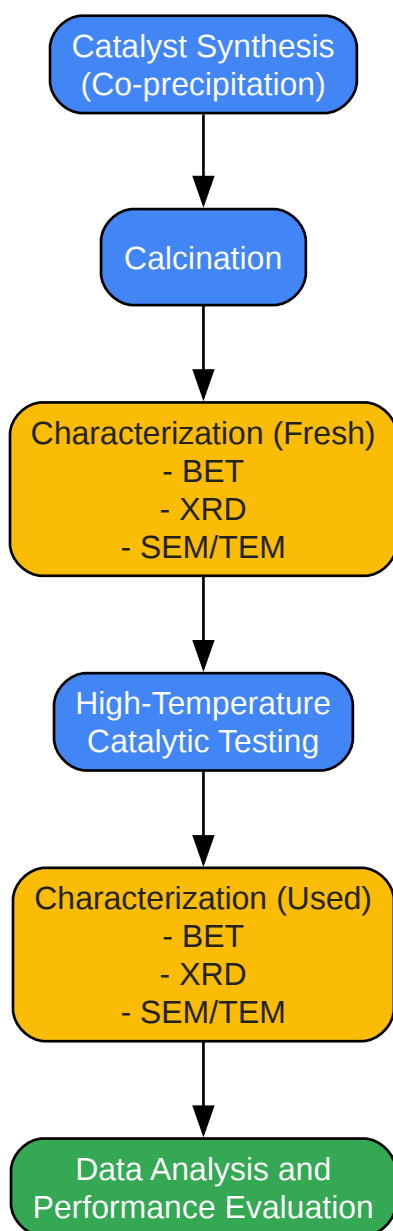 Catalyst Synthesis
(Co-precipitation)
Calcination
Characterization (Fresh)
- BET
- XRD
- SEM/TEM
High-Temperature
Catalytic Testing
Characterization (Used)
- BET
- XRD
- SEM/TEM
Data Analysis and
Performance Evaluation